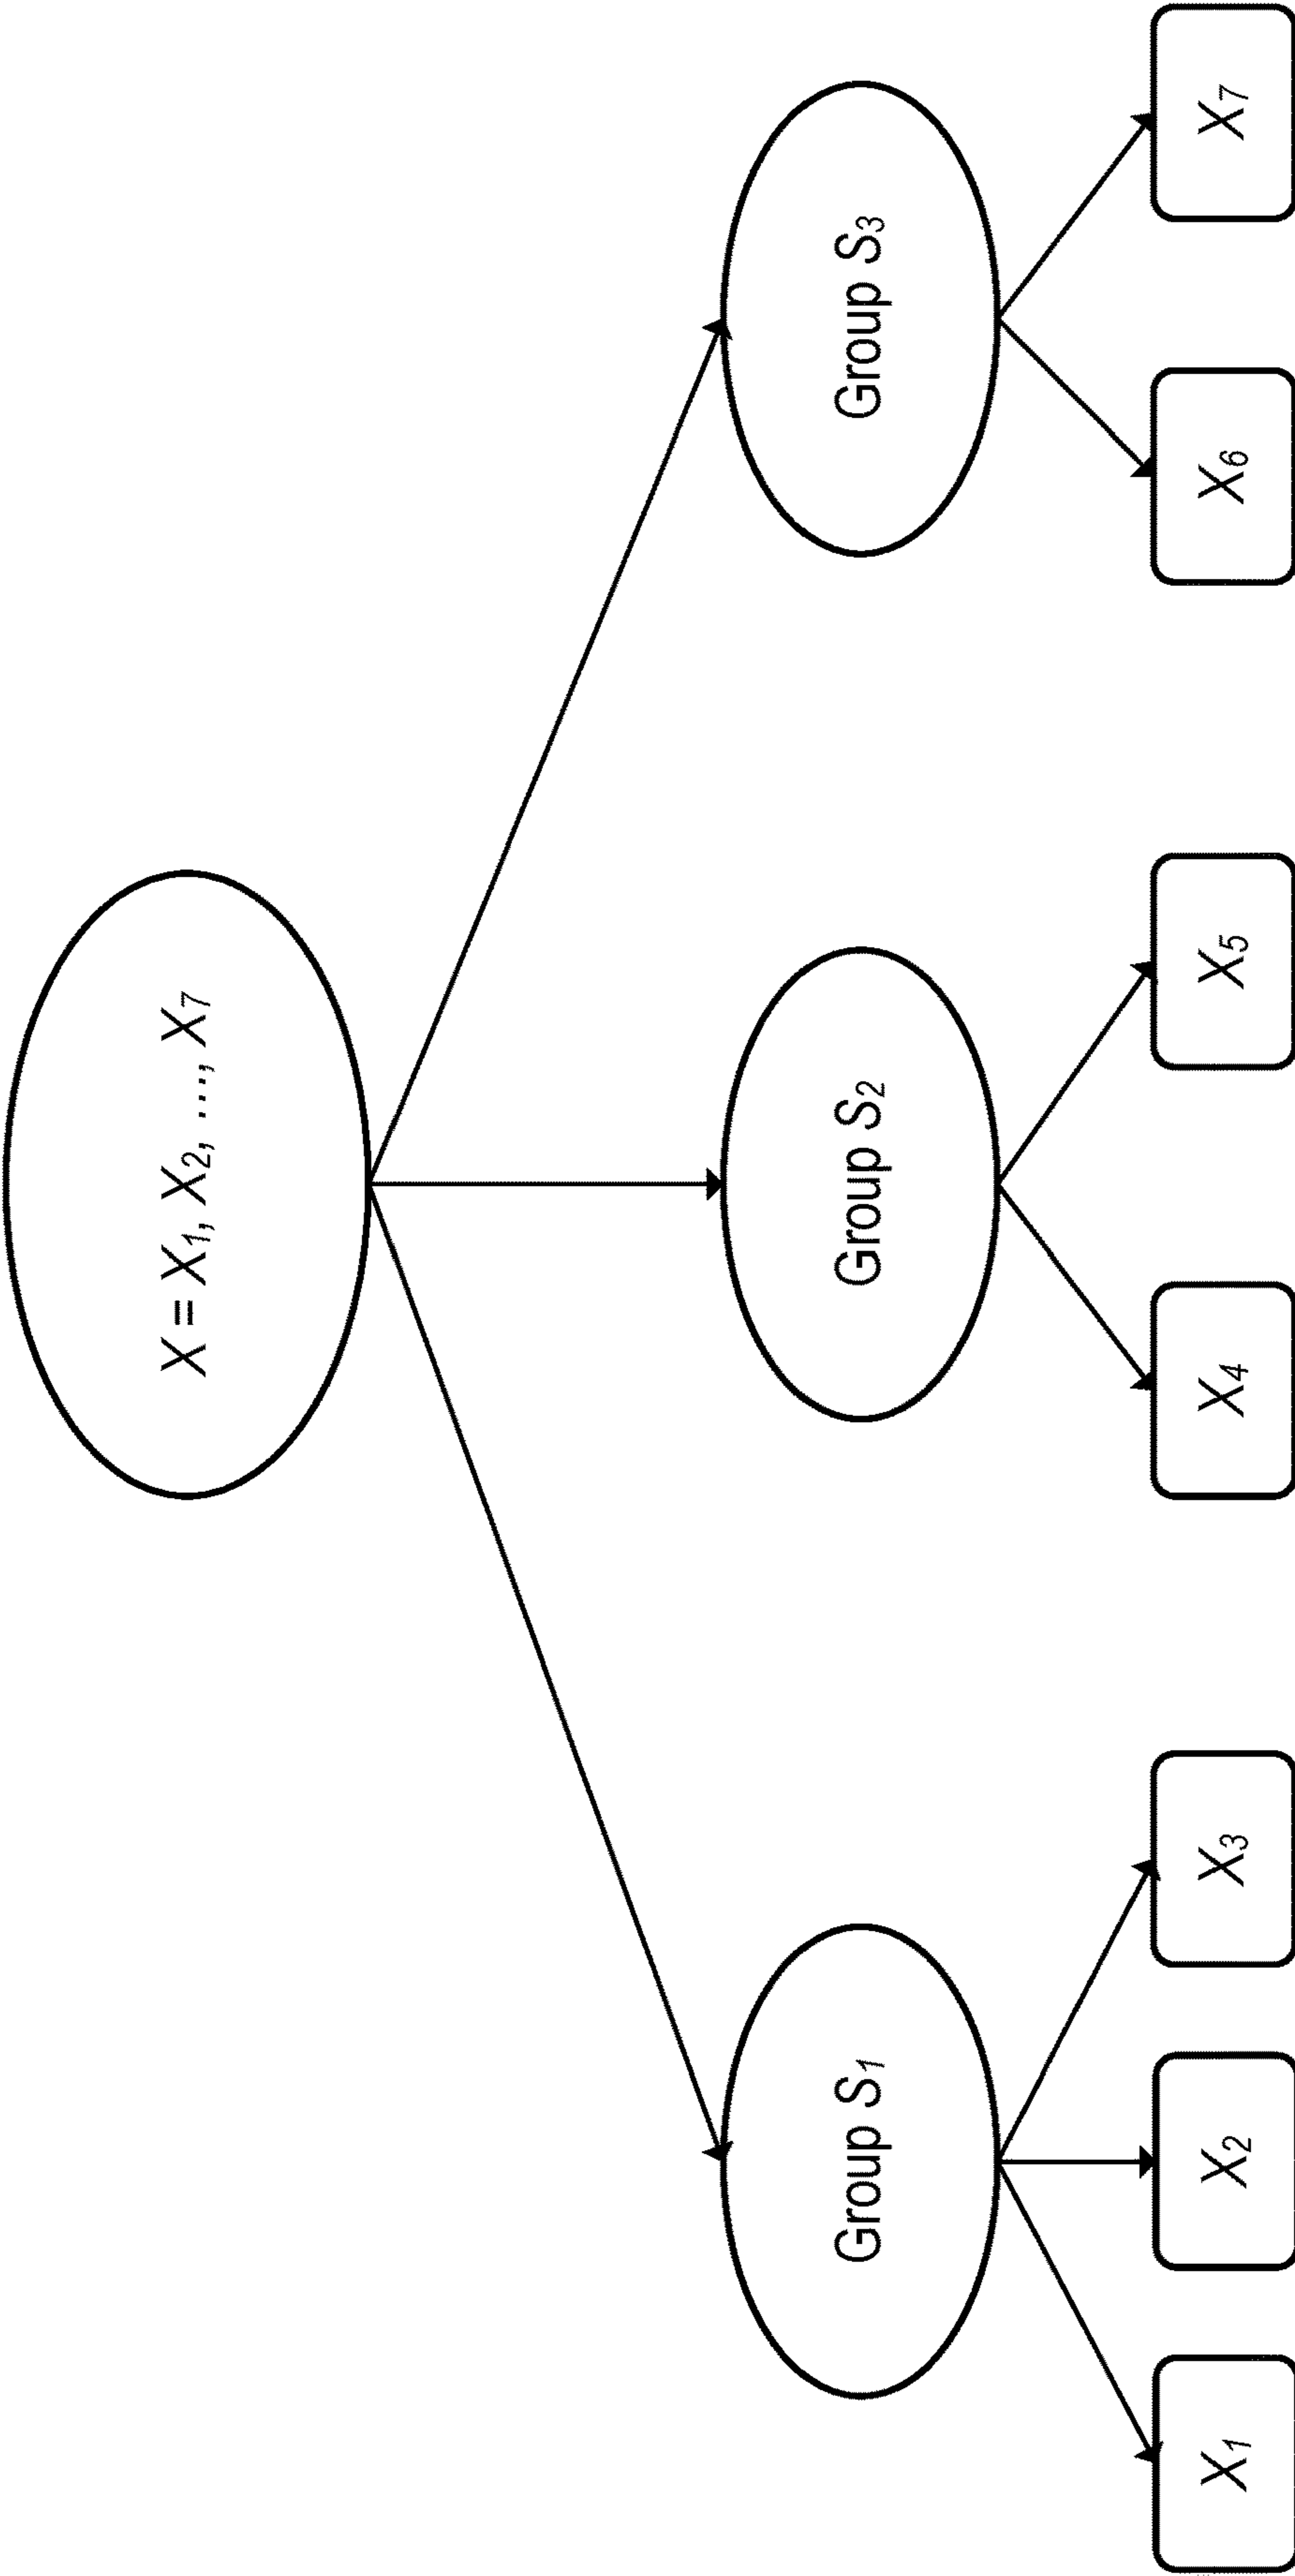 X = X1, X2, ..., X7
Group S1
Group S2
Group S3
X1
X2
X3
X4
X5
X6
X7